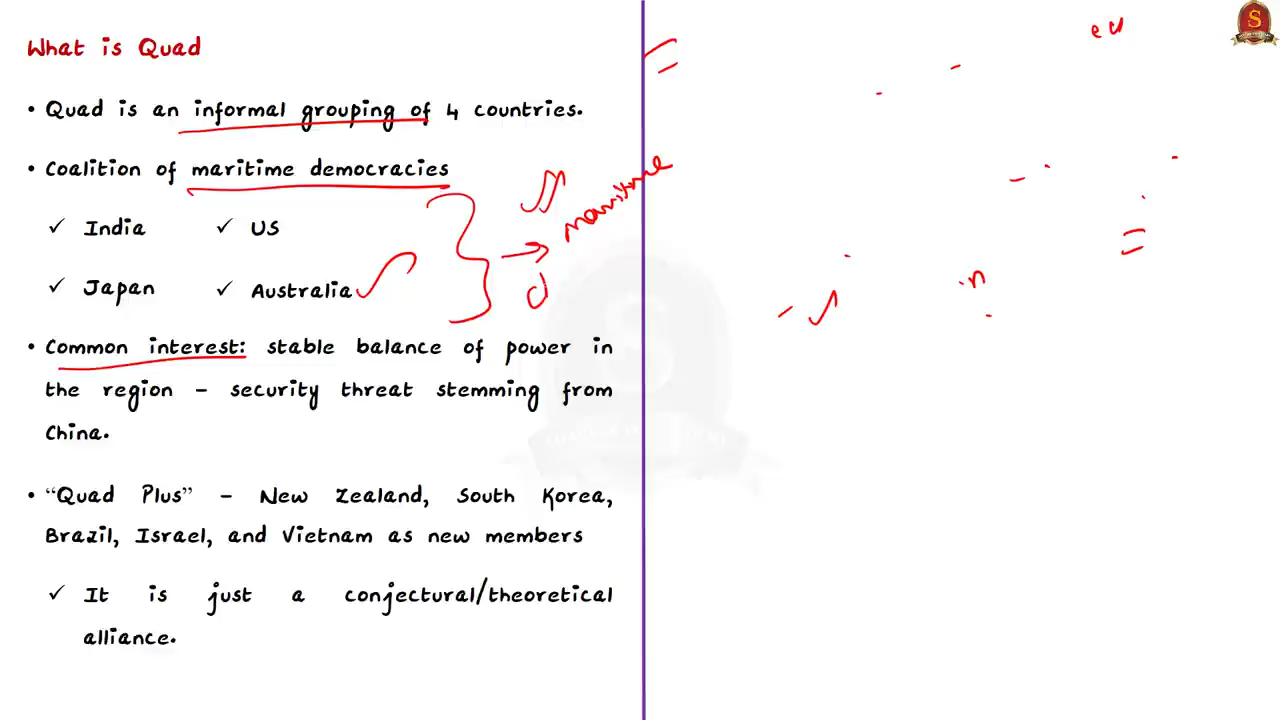 What is Quad
• Quad is an informal grouping of 4 countries.
• Coalition of maritime democracies
✓ India ✓ US
✓ Japan ✓ Australia
maritime
d
• Common interest: stable balance of power in
the region – security threat stemming from
China.
• “Quad Plus” – New Zealand, South Korea,
Brazil, Israel, and Vietnam as new members
✓ It is just a conjectural/theoretical
alliance.
S